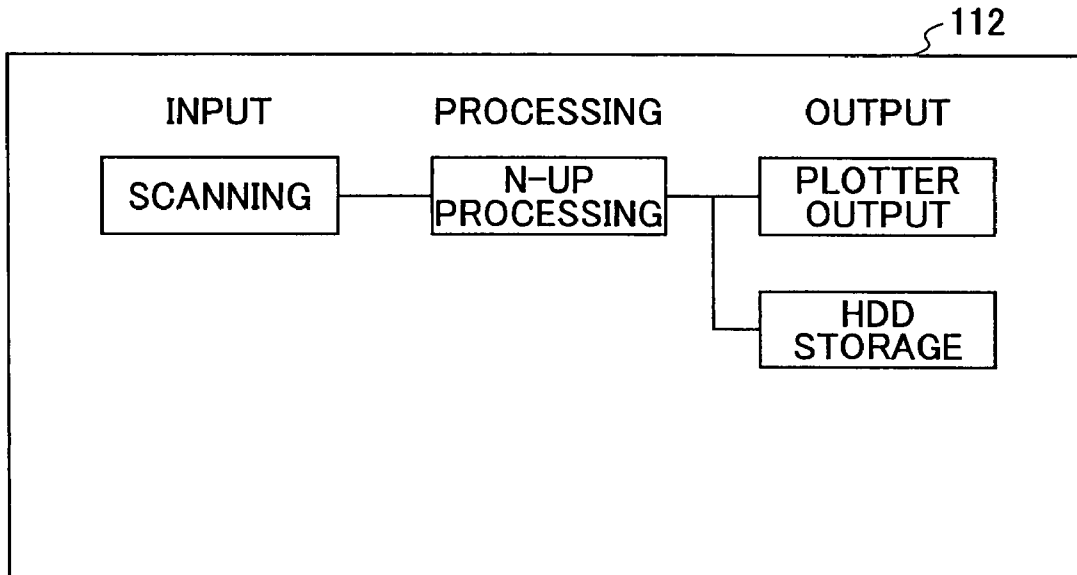 112
INPUT
PROCESSING
OUTPUT
SCANNING
N-UP
PROCESSING
PLOTTER
OUTPUT
HDD
STORAGE